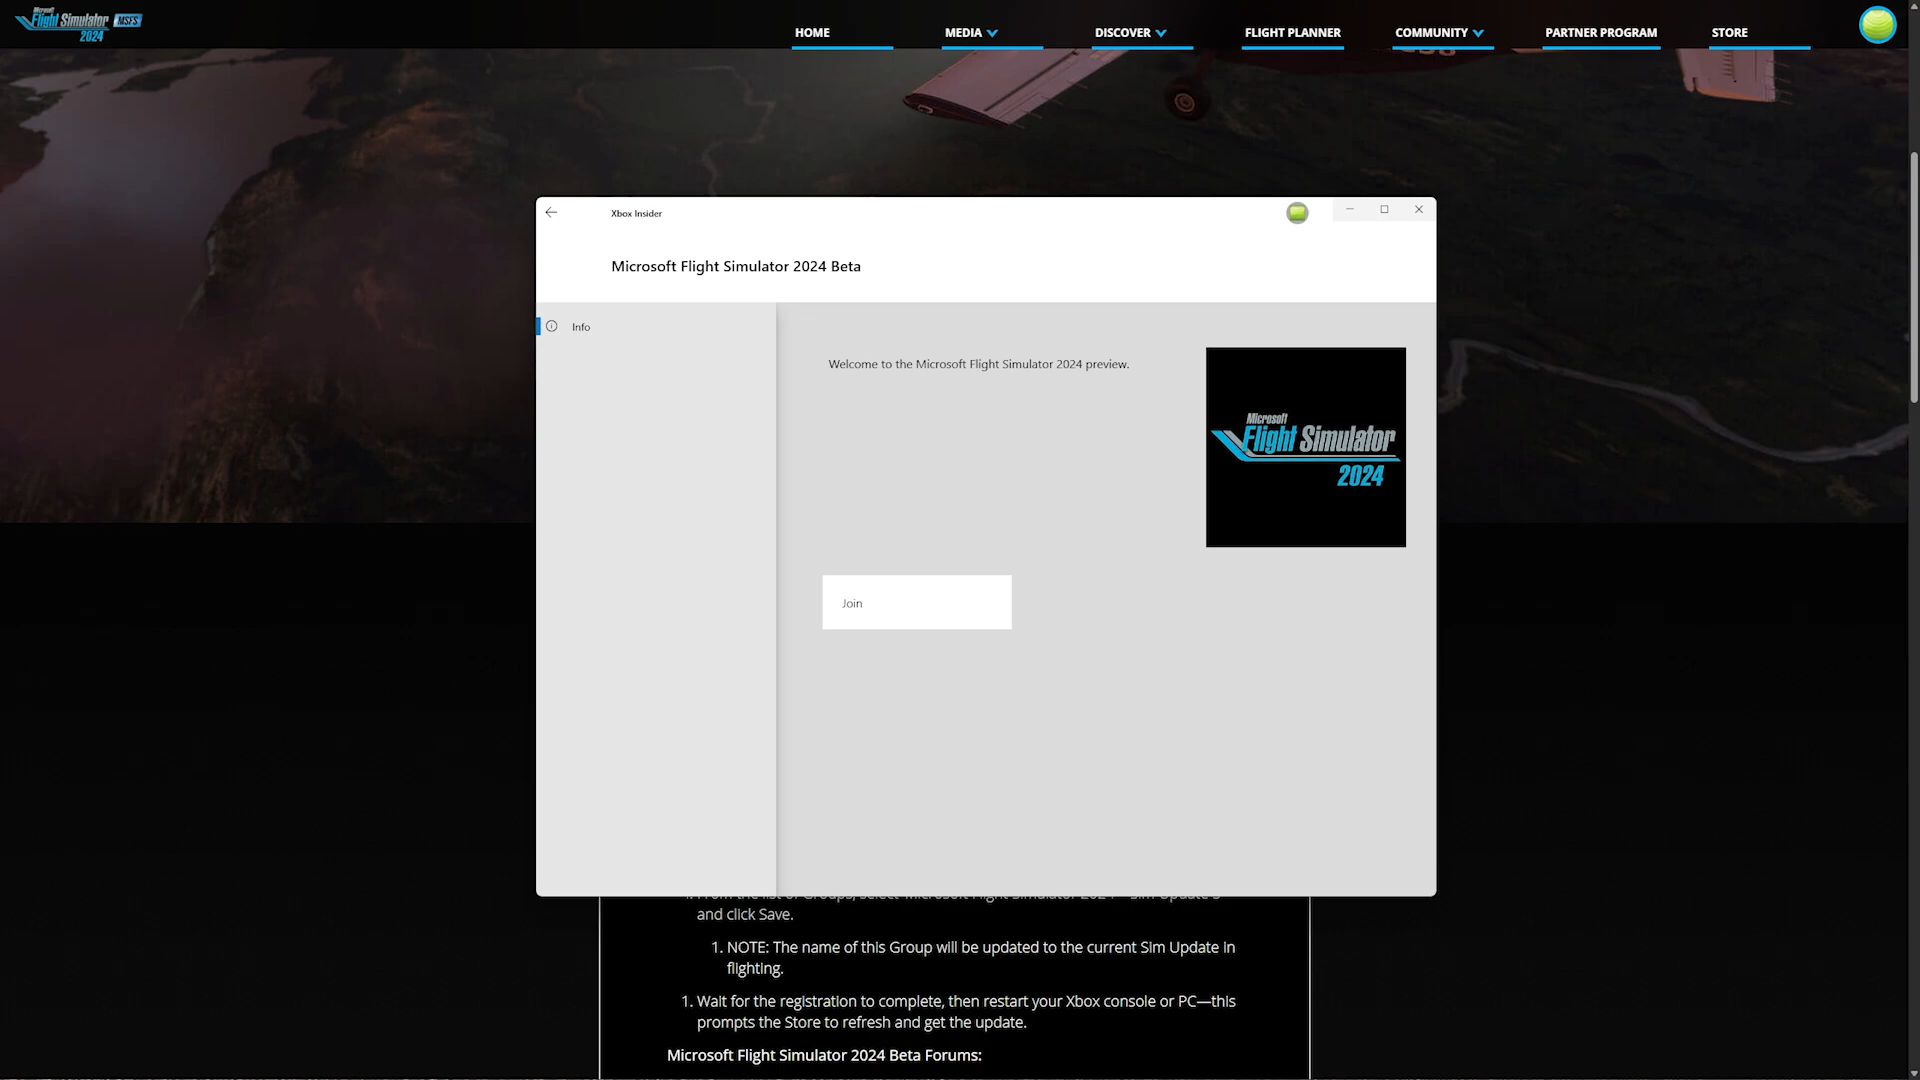 Microsoft
Flight Simulator
2024
MSFS
HOME
MEDIA
DISCOVER
FLIGHT PLANNER
COMMUNITY
PARTNER PROGRAM
STORE
Xbox Insider
Microsoft Flight Simulator 2024 Beta
Info
Welcome to the Microsoft Flight Simulator 2024 preview.
Microsoft
Flight Simulator
2024
Join
and click Save.
1. NOTE: The name of this Group will be updated to the current Sim Update in
flighting.
1. Wait for the registration to complete, then restart your Xbox console or PC—this
prompts the Store to refresh and get the update.
Microsoft Flight Simulator 2024 Beta Forums: